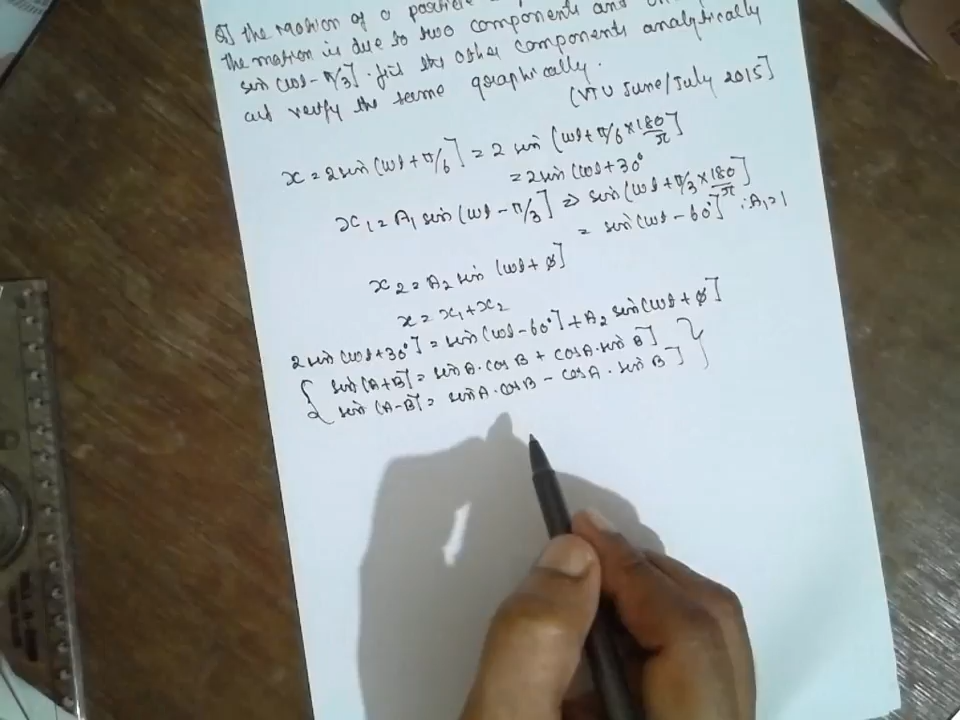 Q] the motion of a particle
the motion is due to two components and
sin (ωt - π/3]. find the other components analytically
and verify the same graphically.
[VTU June/July 2015]
x = 2 sin (ωt + π/6] = 2 sin (ωt + π/6 × 180/π]
= 2 sin (ωt + 30°
x₁ = A₁ sin (ωt - π/3] ⇒ sin (ωt + π/3 × 180/π]
= sin (ωt - 60°] ∵ A₁ = 1
x₂ = A₂ sin (ωt + ø]
x = x₁ + x₂
2 sin (ωt + 30°] = sin (ωt - 60°] + A₂ sin (ωt + ø]
{ sin (A+B] = sin A. cos B + cos A. sin B]
sin (A-B] = sin A. cos B - cos A. sin B ] }